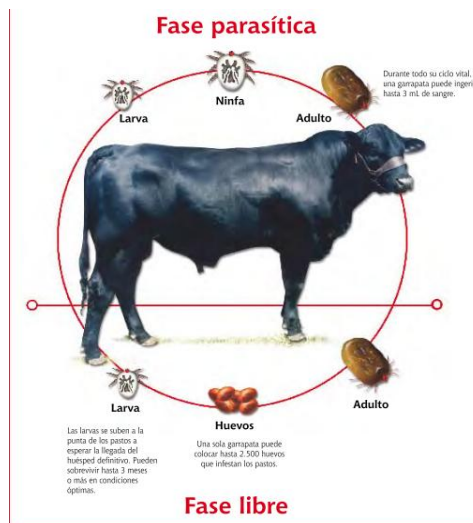 Fase parasítica
Ninfa
Larva
Adulto
Durante todo su ciclo vital,
una garrapata puede ingeri
hasta 3 mL de sangre.
Larva
Huevos
Adulto
Las larvas se suben a la
punta de los pastos a
esperar la llegada del
huésped definitivo. Pueden
sobrevivir hasta 3 meses
o más en condiciones
óptimas.
Una sola garrapata puede
colocar hasta 2.500 huevos
que infestan los pastos.
Fase libre